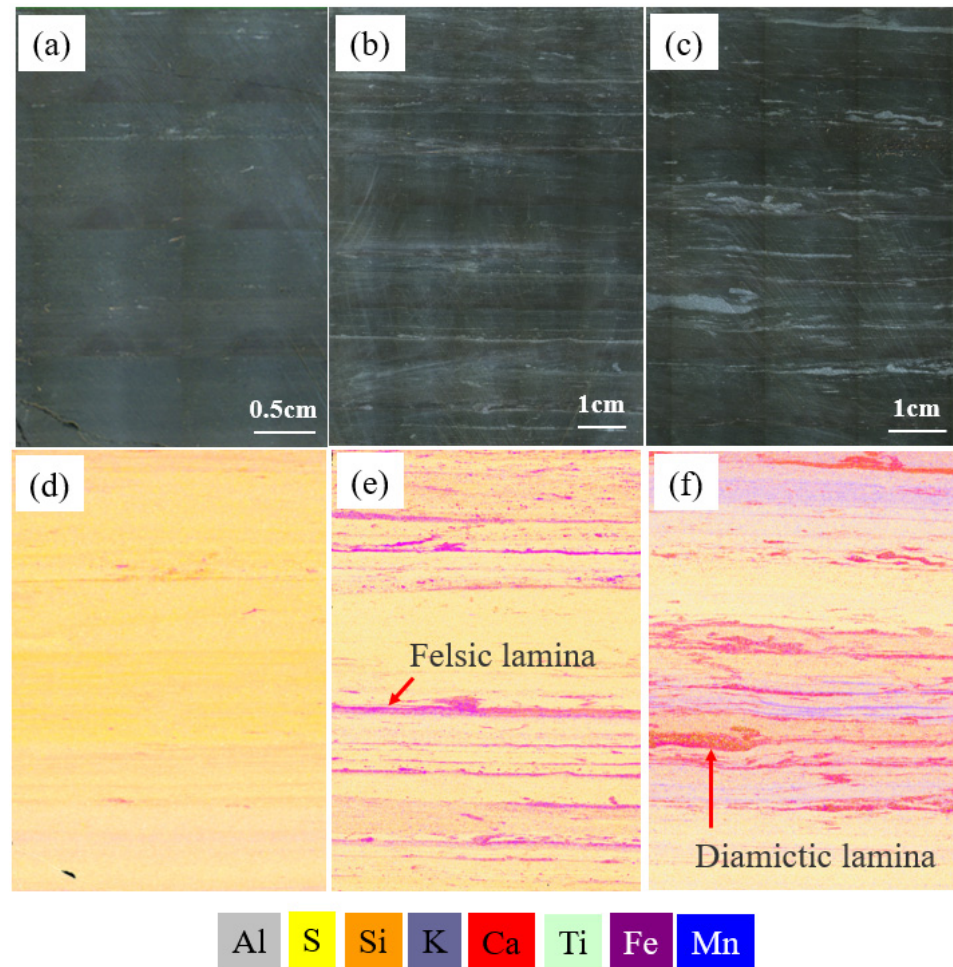 (a)
(b)
(c)
0.5cm
1cm
1cm
(d)
(e)
(f)
Felsic lamina
Diamictic lamina
Al S Si K Ca Ti Fe Mn